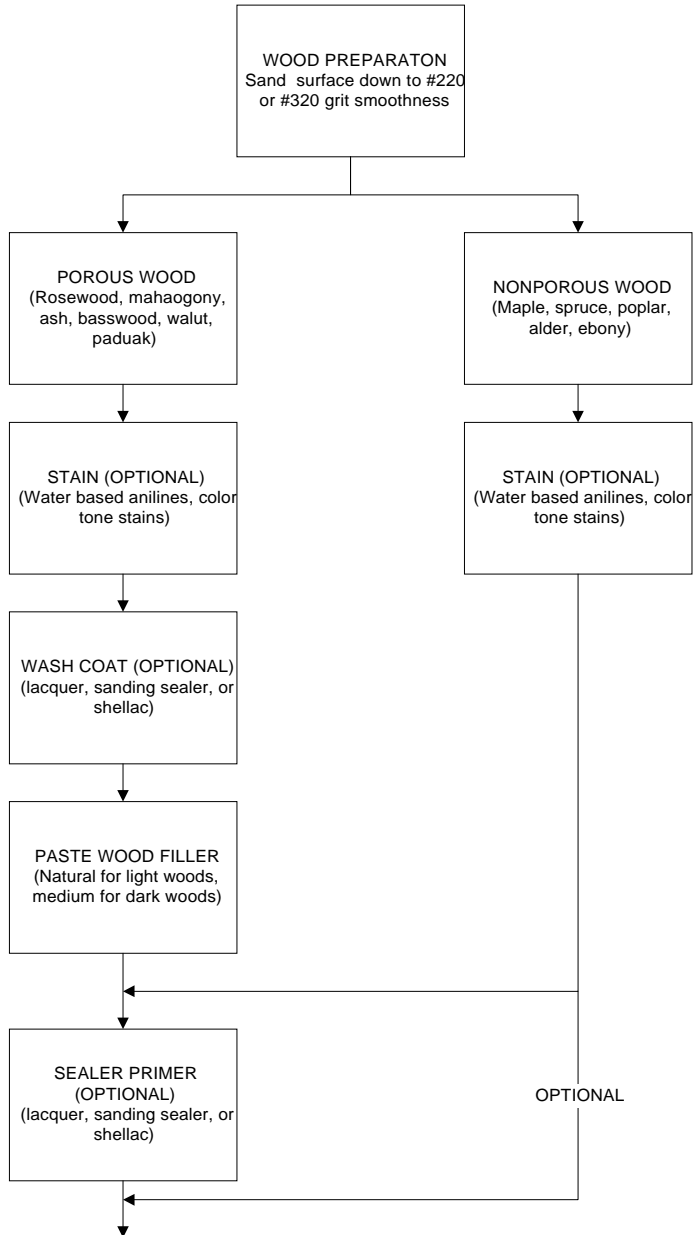 WOOD PREPARATON
Sand surface down to #220
or #320 grit smoothness
POROUS WOOD
(Rosewood, mahaogony,
ash, basswood, walut,
paduak)
NONPOROUS WOOD
(Maple, spruce, poplar,
alder, ebony)
STAIN (OPTIONAL)
(Water based anilines, color
tone stains)
STAIN (OPTIONAL)
(Water based anilines, color
tone stains)
WASH COAT (OPTIONAL)
(lacquer, sanding sealer, or
shellac)
PASTE WOOD FILLER
(Natural for light woods,
medium for dark woods)
SEALER PRIMER
(OPTIONAL)
(lacquer, sanding sealer, or
shellac)
OPTIONAL